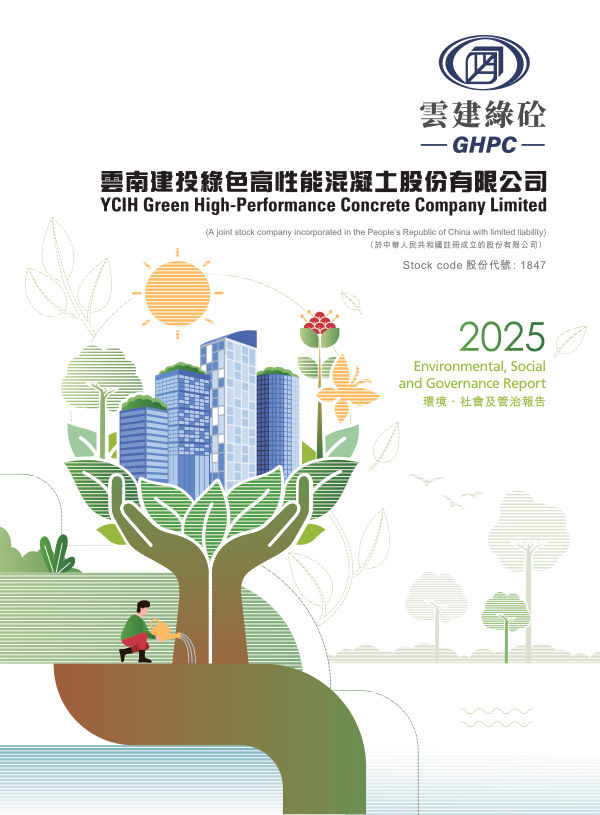 雲建綠砼
GHPC
雲南建投綠色高性能混凝土股份有限公司
YCIH Green High-Performance Concrete Company Limited
(A joint stock company incorporated in the People's Republic of China with limited liability)
(於中華人民共和國註冊成立的股份有限公司)
Stock code 股份代號: 1847
2025
Environmental, Social
and Governance Report
環境．社會及管治報告